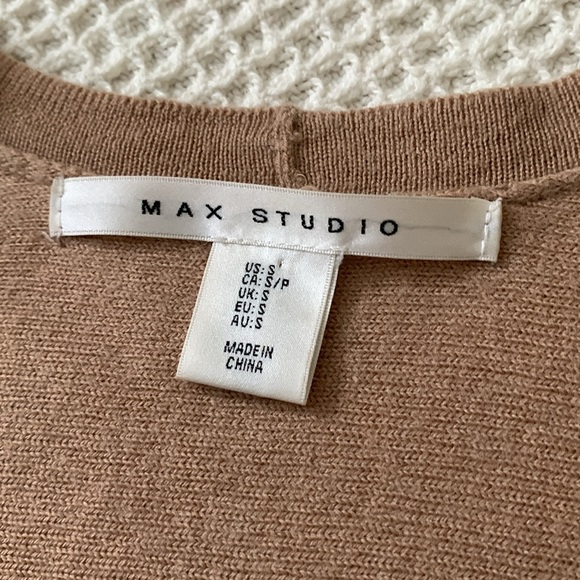 MAX STUDIO
US: S
CA: S/P
UK: S
EU: S
AU: S
MADE IN
CHINA